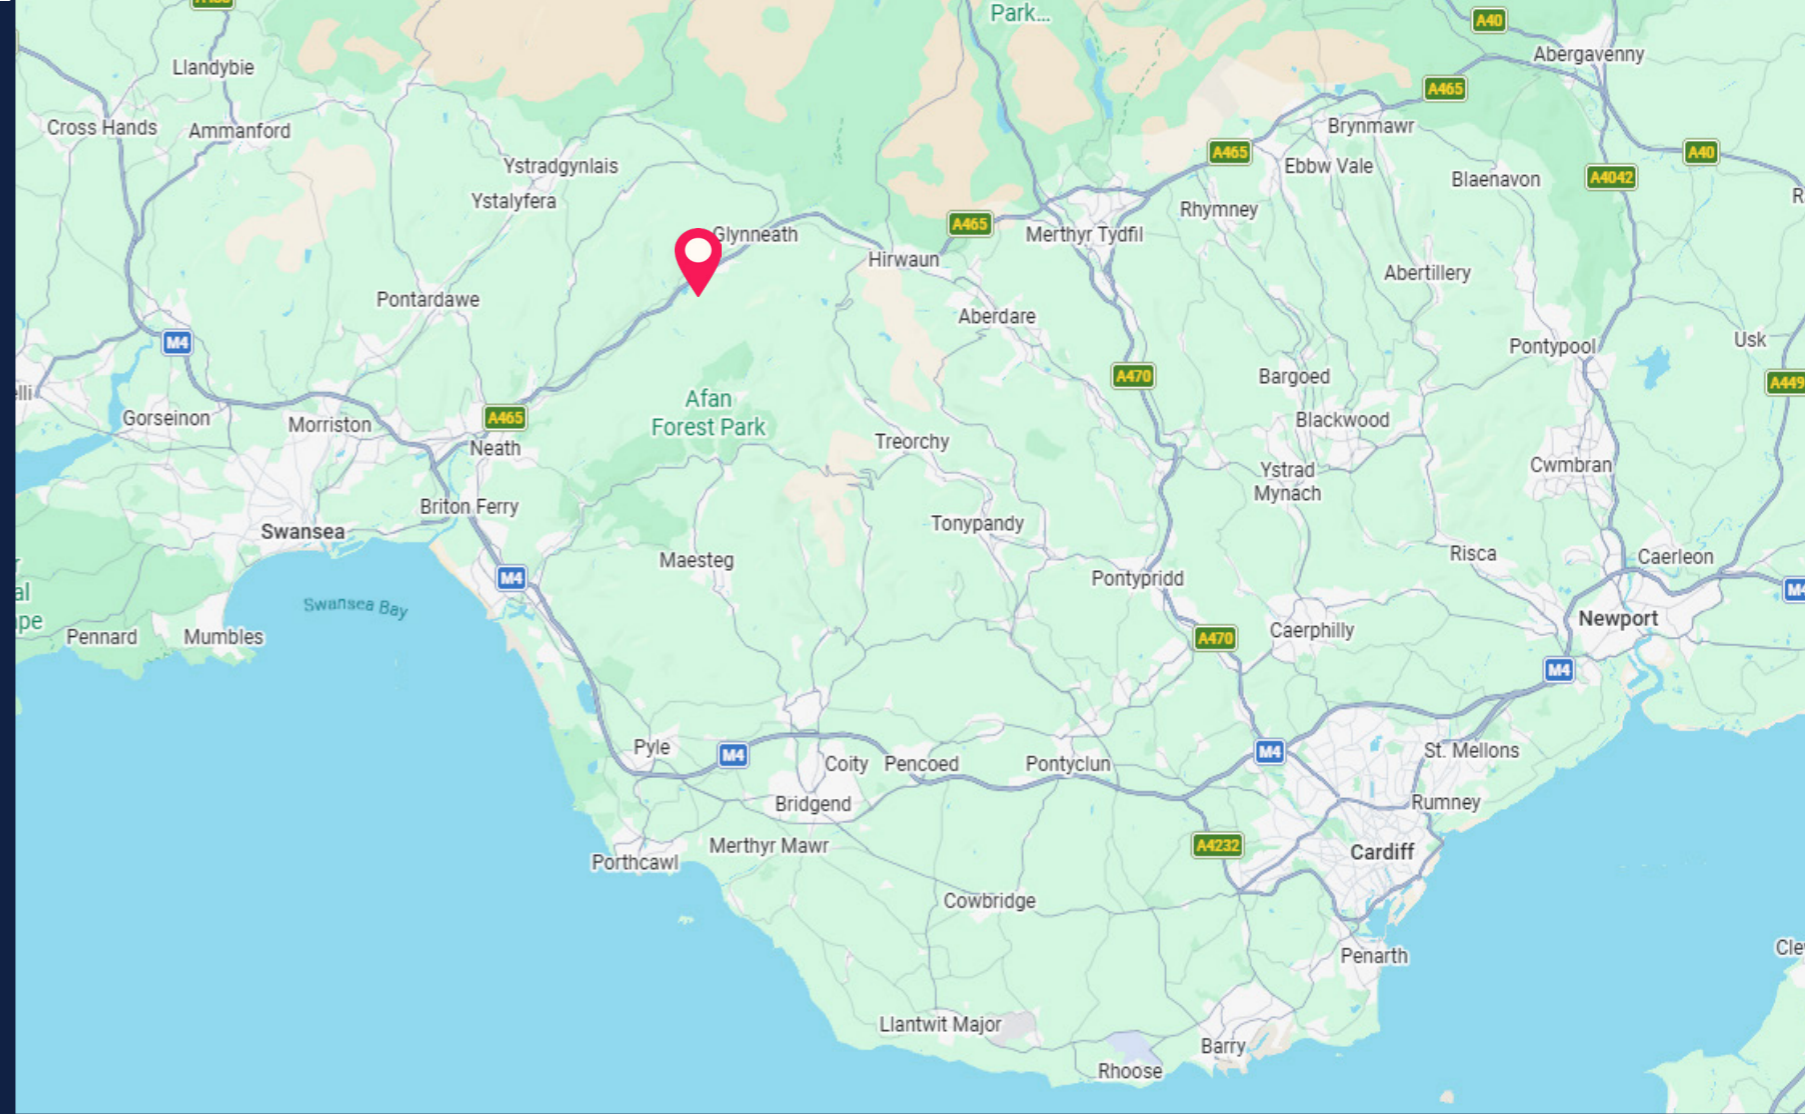 Park...
A40
Abergavenny
Llandybie
A465
Cross Hands
Ammanford
Brynmawr
A465
A40
Ystradgynlais
Ebbw Vale
Blaenavon
A4042
Ystalyfera
Rhymney
A465
Glynneath
Merthyr Tydfil
Hirwaun
Abertillery
Pontardawe
Aberdare
M4
Usk
Pontypool
A470
Bargoed
A449
Afan
Forest Park
Gorseinon
A465
Morriston
Blackwood
Treorchy
Neath
Cwmbran
Ystrad
Mynach
Briton Ferry
Tonypandy
Swansea
Risca
Caerleon
Maesteg
M4
Pontypridd
M4
Swansea Bay
Newport
Pennard
Mumbles
A470
Caerphilly
M4
Pyle
M4
M4
St. Mellons
Coity
Pencoed
Pontyclun
Bridgend
Rumney
Merthyr Mawr
A4232
Cardiff
Porthcawl
Cowbridge
Penarth
Llantwit Major
Barry
Rhoose